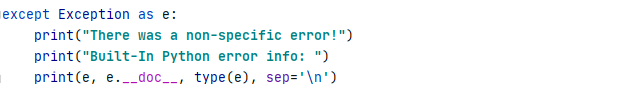 except Exception as e:
    print("There was a non-specific error!")
    print("Built-In Python error info: ")
    print(e, e.__doc__, type(e), sep='\n')